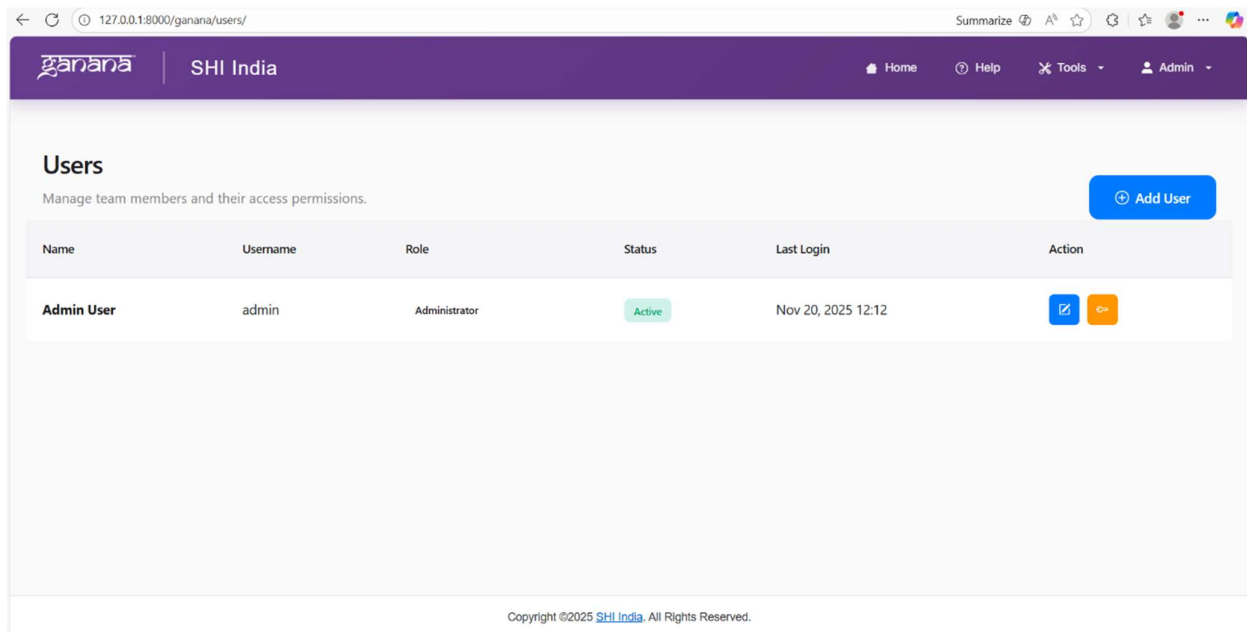 127.0.0.1:8000/ganana/users/
Summarize
ganana
SHI India
Home
Help
Tools
Admin
Users
Manage team members and their access permissions.
Add User
Name Username Role Status Last Login Action
Admin User admin Administrator Active Nov 20, 2025 12:12
Copyright ©2025 SHI India. All Rights Reserved.